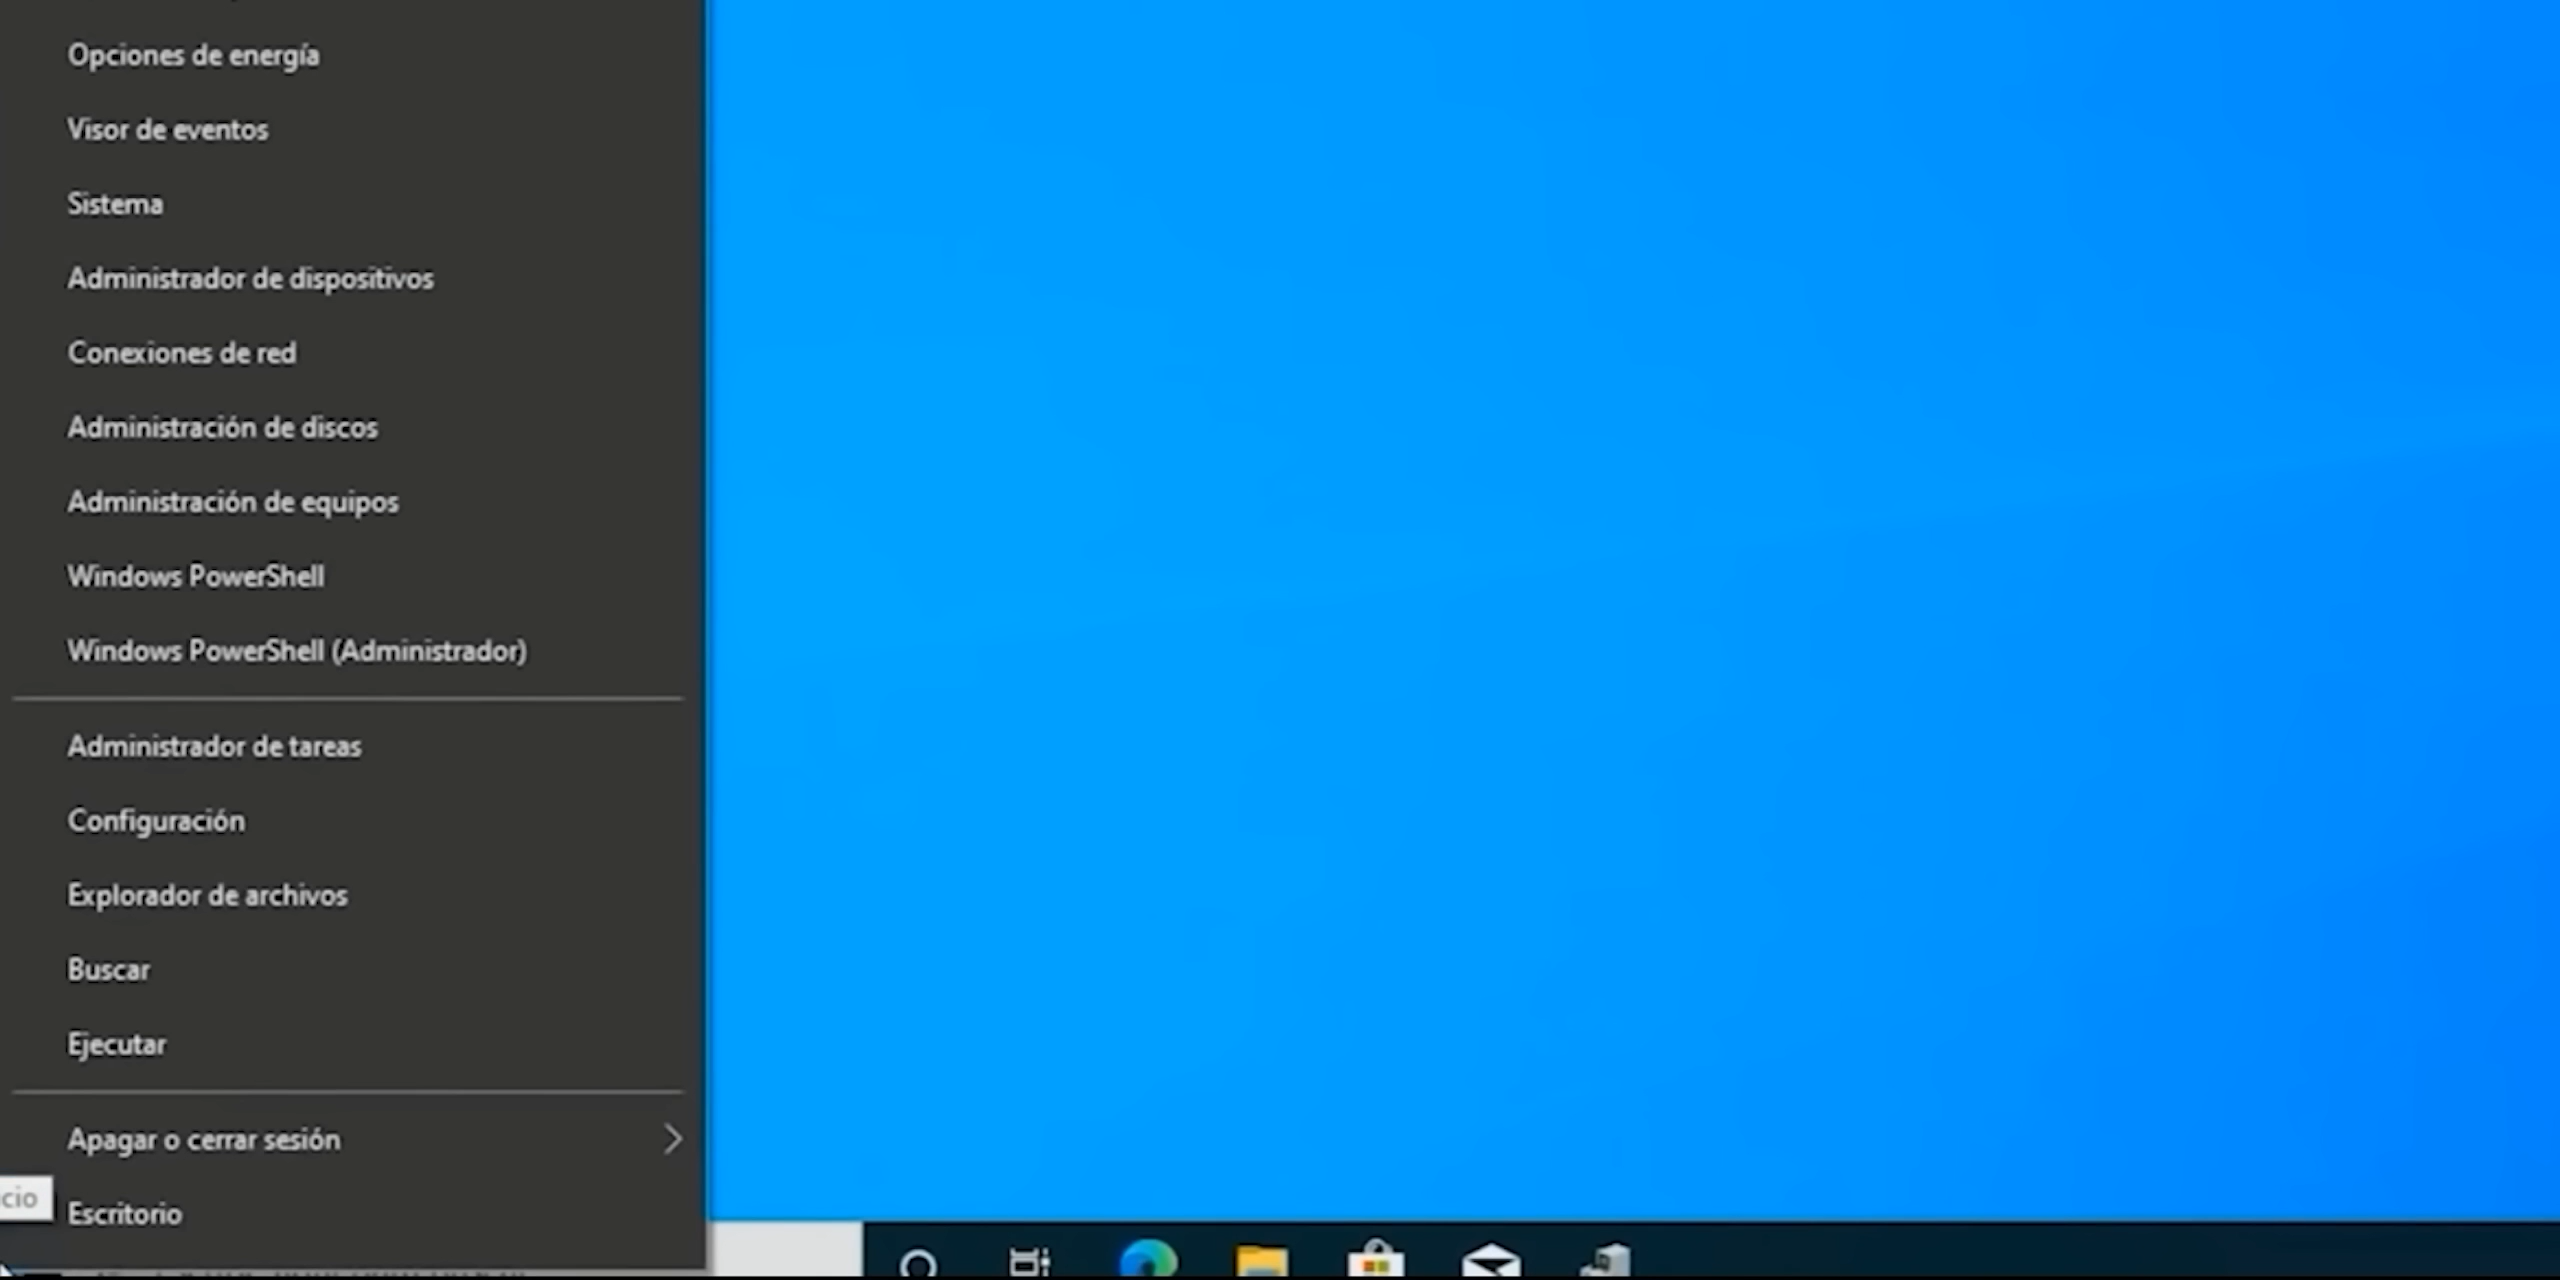 Opciones de energía
Visor de eventos
Sistema
Administrador de dispositivos
Conexiones de red
Administración de discos
Administración de equipos
Windows PowerShell
Windows PowerShell (Administrador)
Administrador de tareas
Configuración
Explorador de archivos
Buscar
Ejecutar
Apagar o cerrar sesión
icio
Escritorio